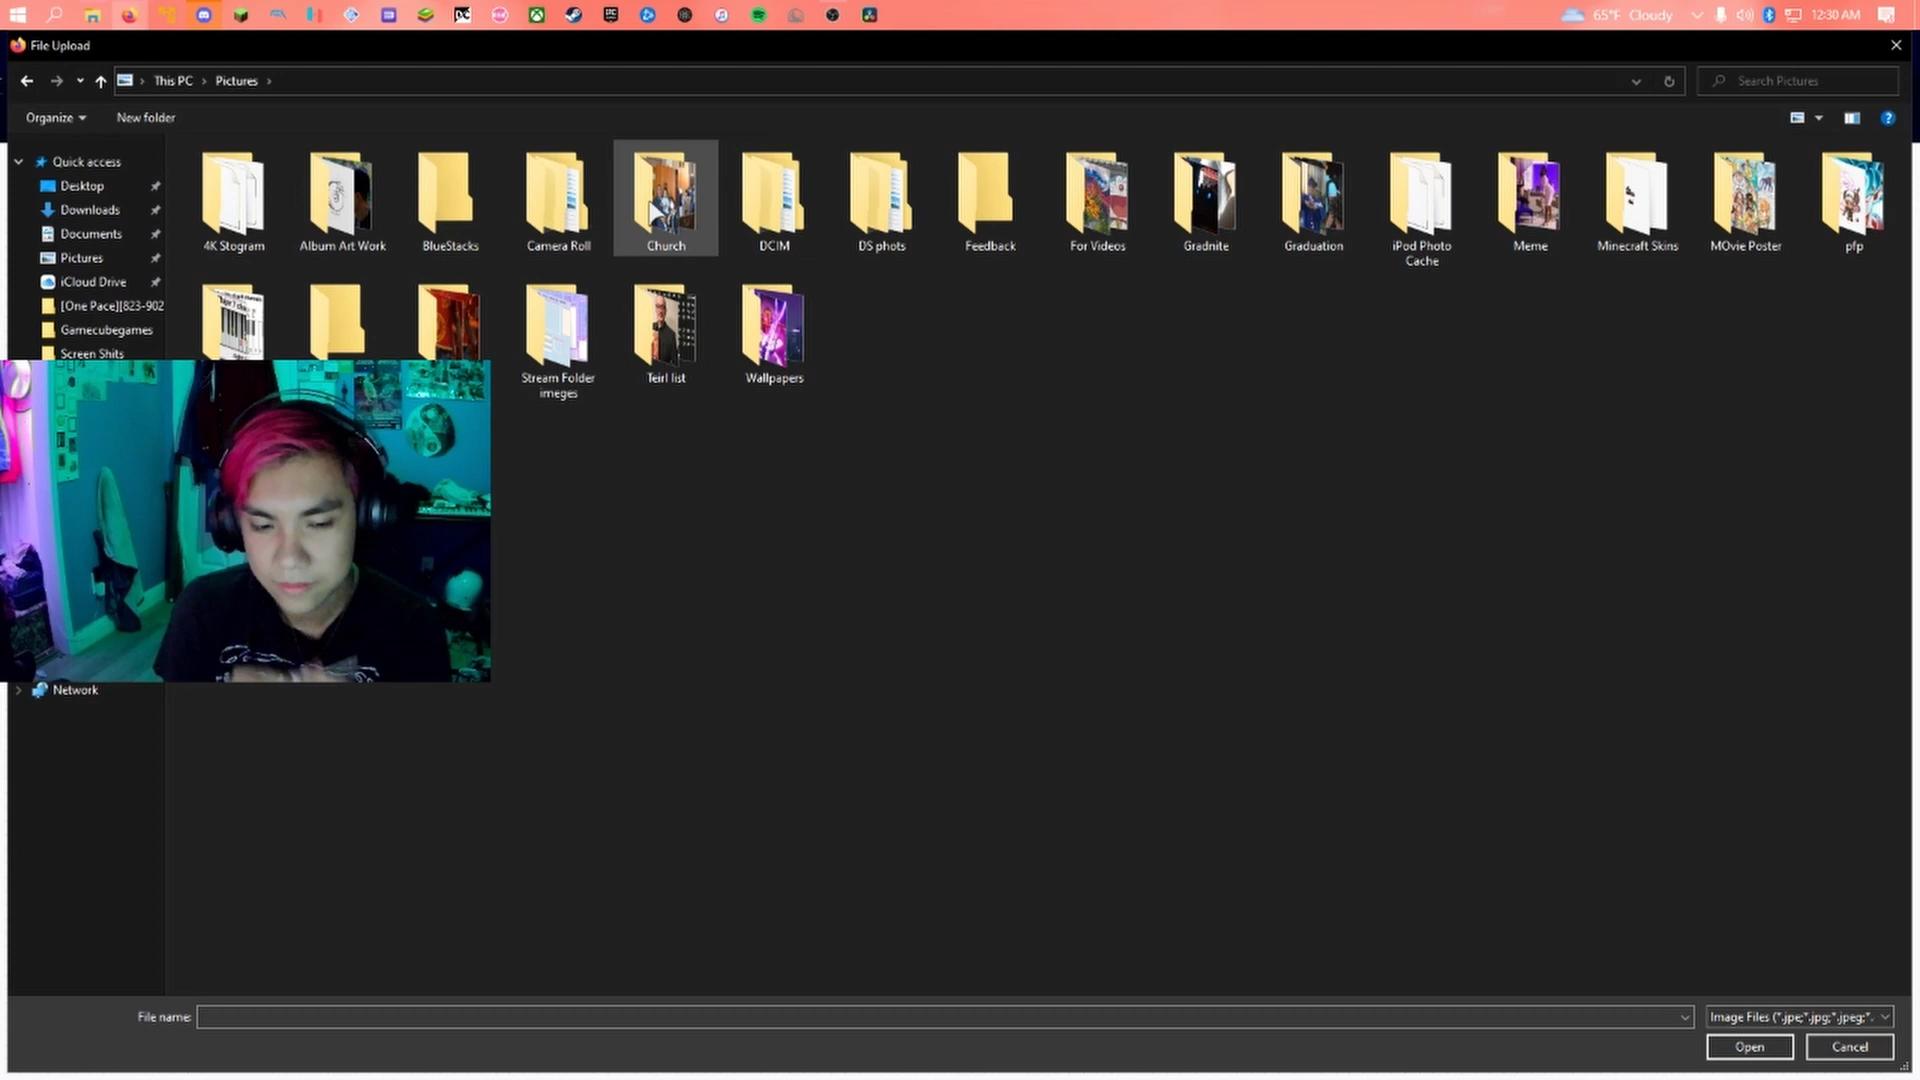 65°F Cloudy
12:30 AM
File Upload
This PC > Pictures >
Search Pictures
Organize
New folder
Quick access
Desktop
Downloads
Documents
Pictures
iCloud Drive
[One Pace][823-902
Gamecubegames
Screen Shits
Network
4K Stogram
Album Art Work
BlueStacks
Camera Roll
Church
DCIM
DS phots
Feedback
For Videos
Gradnite
Graduation
iPod Photo
Cache
Meme
Minecraft Skins
MOvie Poster
pfp
Stream Folder
imeges
Teirl list
Wallpapers
File name:
Image Files (*.jpe;*.jpg;*.jpeg;*.
Open
Cancel